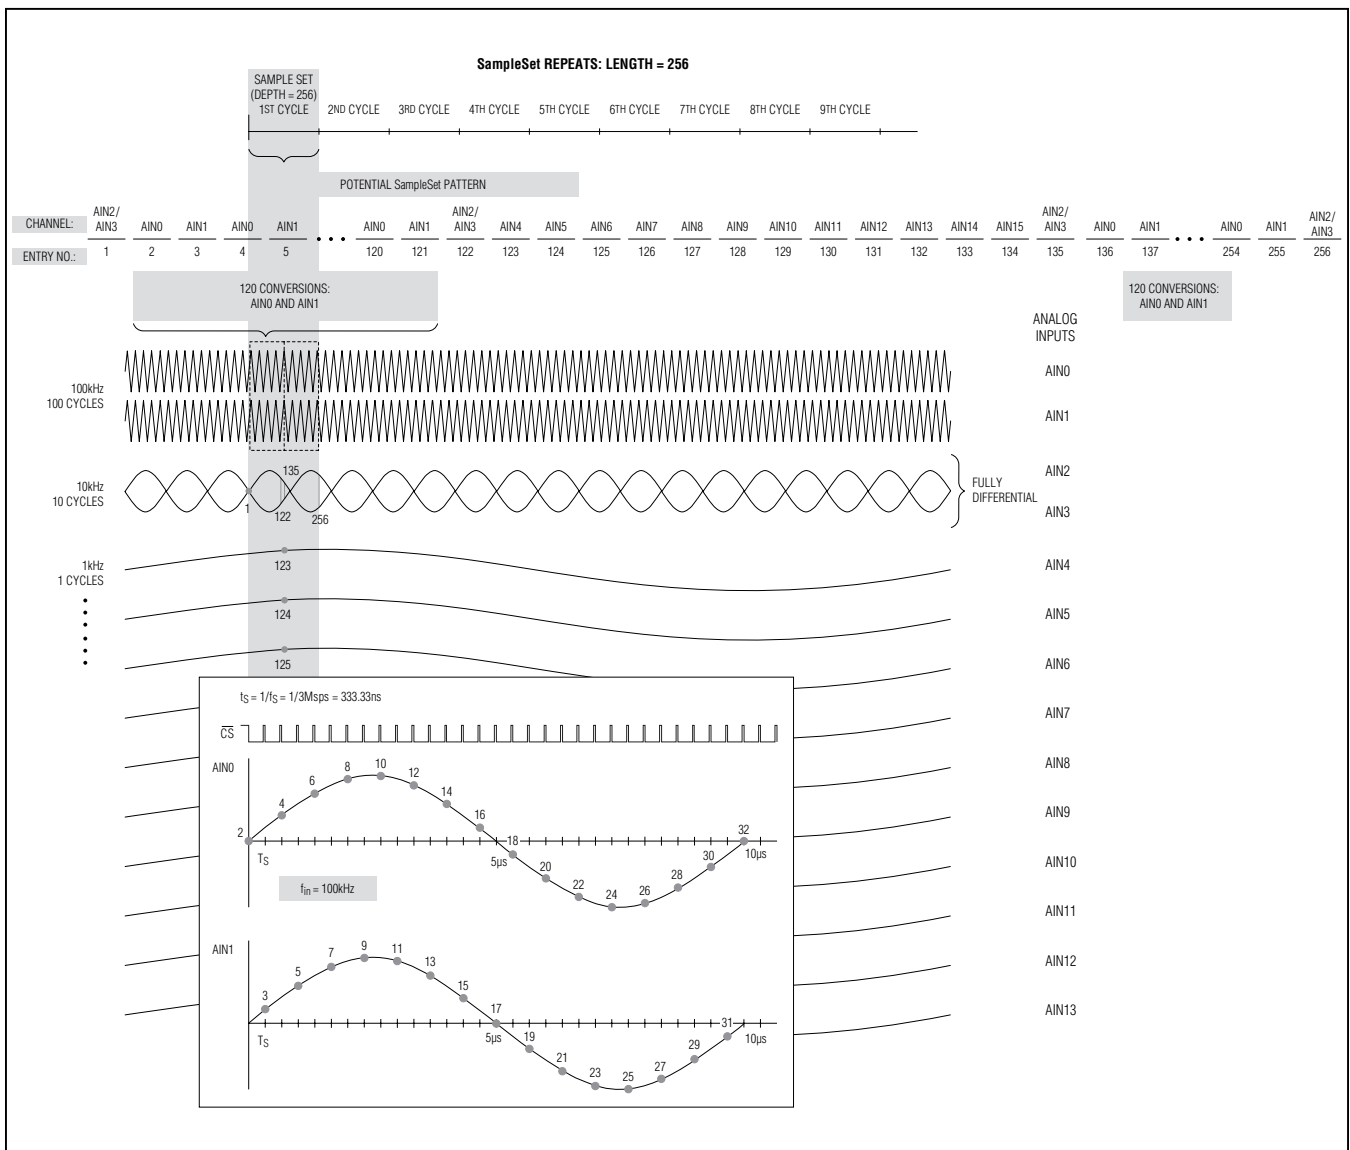 SampleSet REPEATS: LENGTH = 256
SAMPLE SET
(DEPTH = 256)
1ST CYCLE 2ND CYCLE 3RD CYCLE 4TH CYCLE 5TH CYCLE 6TH CYCLE 7TH CYCLE 8TH CYCLE 9TH CYCLE
POTENTIAL SampleSet PATTERN
CHANNEL: AIN2/AIN3 AIN0 AIN1 AIN0 AIN1 • • • AIN0 AIN1 AIN2/AIN3 AIN4 AIN5 AIN6 AIN7 AIN8 AIN9 AIN10 AIN11 AIN12 AIN13 AIN14 AIN15 AIN2/AIN3 AIN0 AIN1 • • • AIN0 AIN1 AIN2/AIN3
ENTRY NO.: 1 2 3 4 5 120 121 122 123 124 125 126 127 128 129 130 131 132 133 134 135 136 137 254 255 256
120 CONVERSIONS:
AIN0 AND AIN1
120 CONVERSIONS:
AIN0 AND AIN1
ANALOG
INPUTS
100kHz
100 CYCLES
AIN0
AIN1
10kHz
10 CYCLES
135
1
122
256
FULLY
DIFFERENTIAL
AIN2
AIN3
1kHz
1 CYCLES
123
AIN4
124
AIN5
125
AIN6
AIN7
AIN8
AIN9
AIN10
AIN11
AIN12
AIN13
tS = 1/fS = 1/3Msps = 333.33ns
CS
AIN0
2 4 6 8 10 12 14 16 18 20 22 24 26 28 30 32
TS 5µs 10µs
fin = 100kHz
AIN1
3 5 7 9 11 13 15 17 19 21 23 25 27 29 31
TS 5µs 10µs